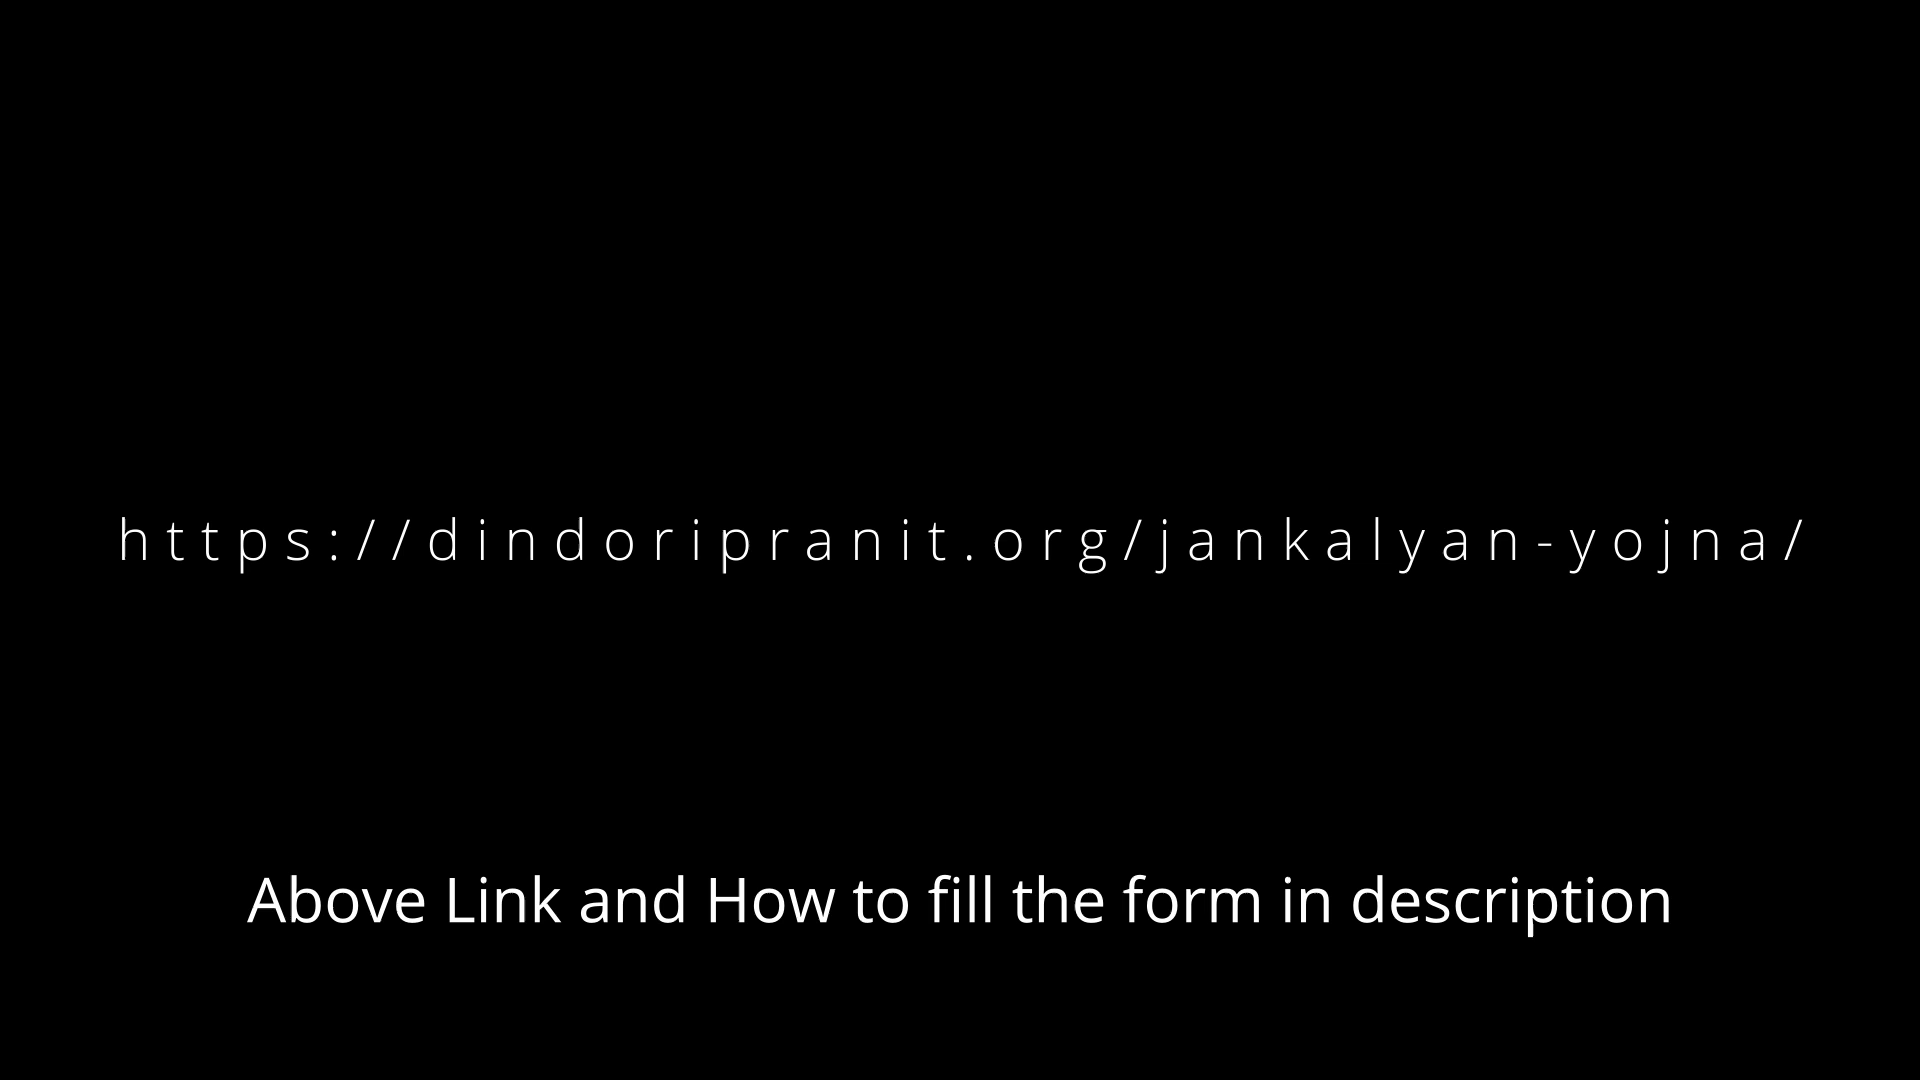 https://dindoripranit.org/jankalyan-yojna/
Above Link and How to fill the form in description